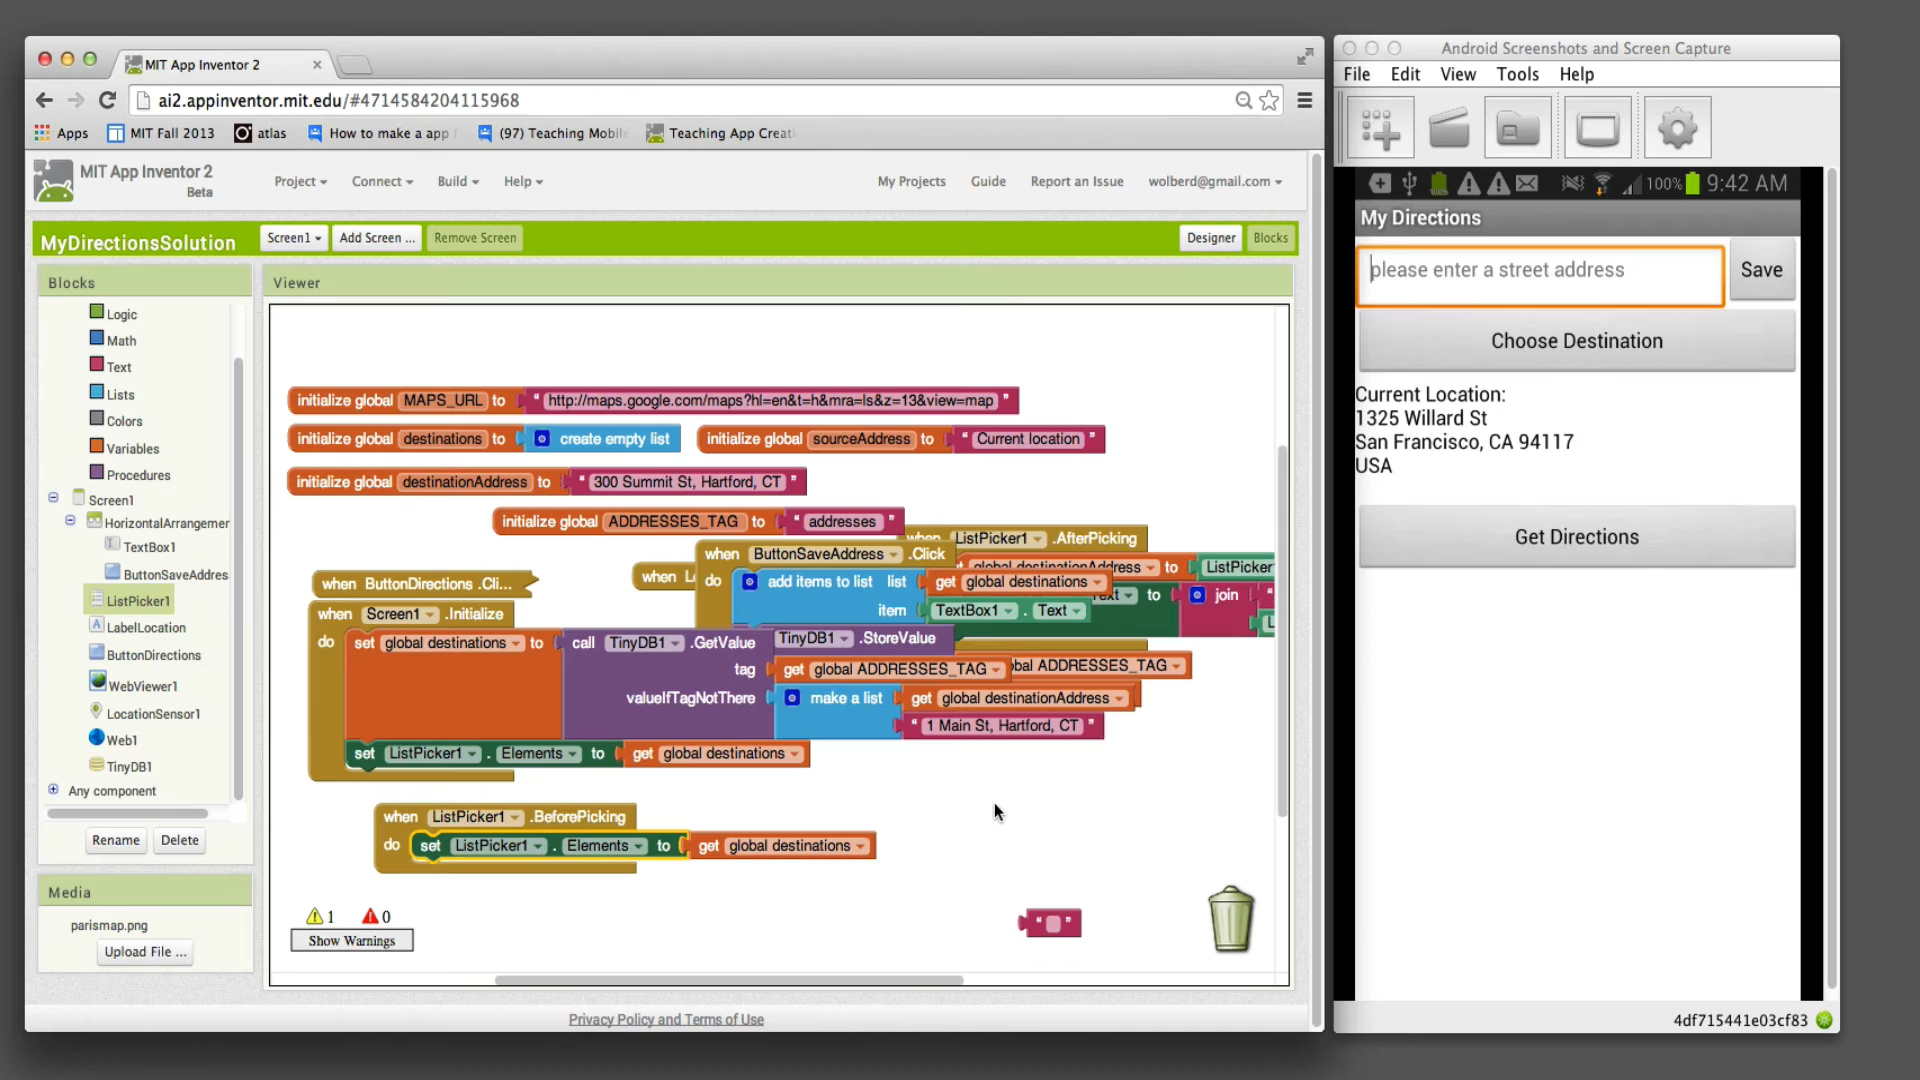 MIT App Inventor 2
ai2.appinventor.mit.edu/#4714584204115968
Apps
MIT Fall 2013
atlas
How to make a app
(97) Teaching Mobil
Teaching App Creati
MIT App Inventor 2
Beta
Project
Connect
Build
Help
My Projects
Guide
Report an Issue
wolberd@gmail.com
MyDirectionsSolution
Screen1
Add Screen ...
Remove Screen
Designer
Blocks
Blocks
Logic
Math
Text
Lists
Colors
Variables
Procedures
Screen1
HorizontalArrangemer
TextBox1
ButtonSaveAddres
ListPicker1
LabelLocation
ButtonDirections
WebViewer1
LocationSensor1
Web1
TinyDB1
Any component
Rename
Delete
Media
parismap.png
Upload File ...
Viewer
initialize global MAPS_URL to " http://maps.google.com/maps?hl=en&t=h&mra=ls&z=13&view=map "
initialize global destinations to create empty list
initialize global sourceAddress to " Current location "
initialize global destinationAddress to " 300 Summit St, Hartford, CT "
initialize global ADDRESSES_TAG to " addresses "
when ListPicker1 .AfterPicking
global destinationAddress to ListPicker
to join "
when ButtonSaveAddress .Click
do add items to list list get global destinations
item TextBox1 . Text
TinyDB1 .StoreValue
when ButtonDirections .Cli...
when L
when Screen1 .Initialize
do set global destinations to call TinyDB1 .GetValue
tag get global ADDRESSES_TAG
bal ADDRESSES_TAG
valueIfTagNotThere make a list get global destinationAddress
" 1 Main St, Hartford, CT "
set ListPicker1 . Elements to get global destinations
when ListPicker1 .BeforePicking
do set ListPicker1 . Elements to get global destinations
" "
1 0
Show Warnings
Privacy Policy and Terms of Use
Android Screenshots and Screen Capture
File Edit View Tools Help
100% 9:42 AM
My Directions
please enter a street address
Save
Choose Destination
Current Location:
1325 Willard St
San Francisco, CA 94117
USA
Get Directions
4df715441e03cf83